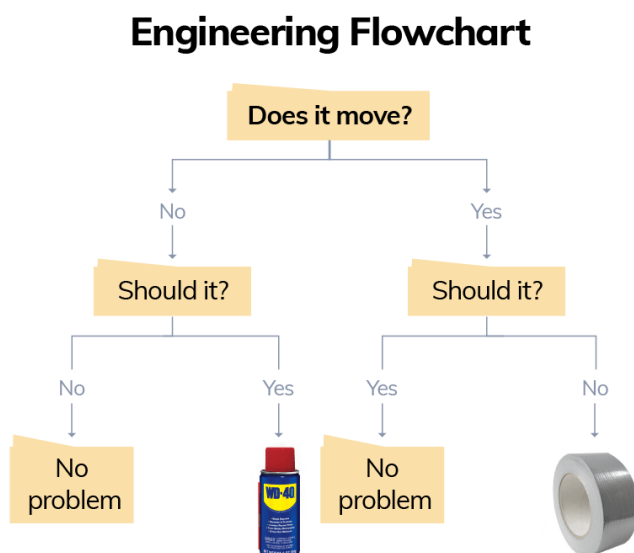 Engineering Flowchart
Does it move?
No
Yes
Should it?
Should it?
No
Yes
Yes
No
No
problem
WD-40
No
problem